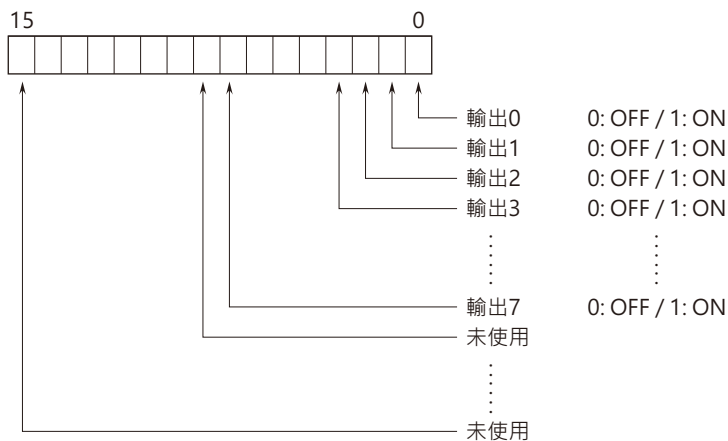 15 0
輸出0 0: OFF / 1: ON
輸出1 0: OFF / 1: ON
輸出2 0: OFF / 1: ON
輸出3 0: OFF / 1: ON
輸出7 0: OFF / 1: ON
未使用
未使用